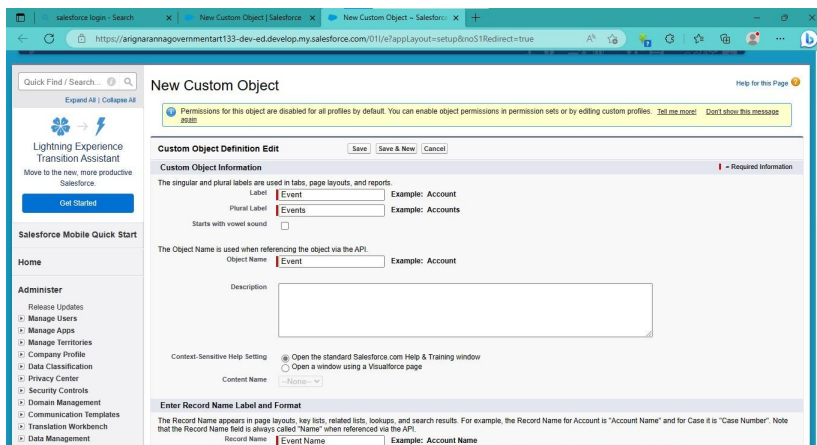 salesforce login - Search
New Custom Object | Salesforce
New Custom Object ~ Salesforce
https://arignarannagovernmentart133-dev-ed.develop.my.salesforce.com/01I/e?appLayout=setup&noS1Redirect=true
Quick Find / Search...
Expand All | Collapse All
Lightning Experience
Transition Assistant
Move to the new, more productive
Salesforce.
Get Started
Salesforce Mobile Quick Start
Home
Administer
Release Updates
Manage Users
Manage Apps
Manage Territories
Company Profile
Data Classification
Privacy Center
Security Controls
Domain Management
Communication Templates
Translation Workbench
Data Management
New Custom Object
Help for this Page
Permissions for this object are disabled for all profiles by default. You can enable object permissions in permission sets or by editing custom profiles. Tell me more! Don't show this message
again
Custom Object Definition Edit Save Save & New Cancel
Custom Object Information = Required Information
The singular and plural labels are used in tabs, page layouts, and reports.
Label Event Example: Account
Plural Label Events Example: Accounts
Starts with vowel sound
The Object Name is used when referencing the object via the API.
Object Name Event Example: Account
Description
Context-Sensitive Help Setting Open the standard Salesforce.com Help & Training window
Open a window using a Visualforce page
Content Name --None--
Enter Record Name Label and Format
The Record Name appears in page layouts, key lists, related lists, lookups, and search results. For example, the Record Name for Account is "Account Name" and for Case it is "Case Number". Note
that the Record Name field is always called "Name" when referenced via the API.
Record Name Event Name Example: Account Name